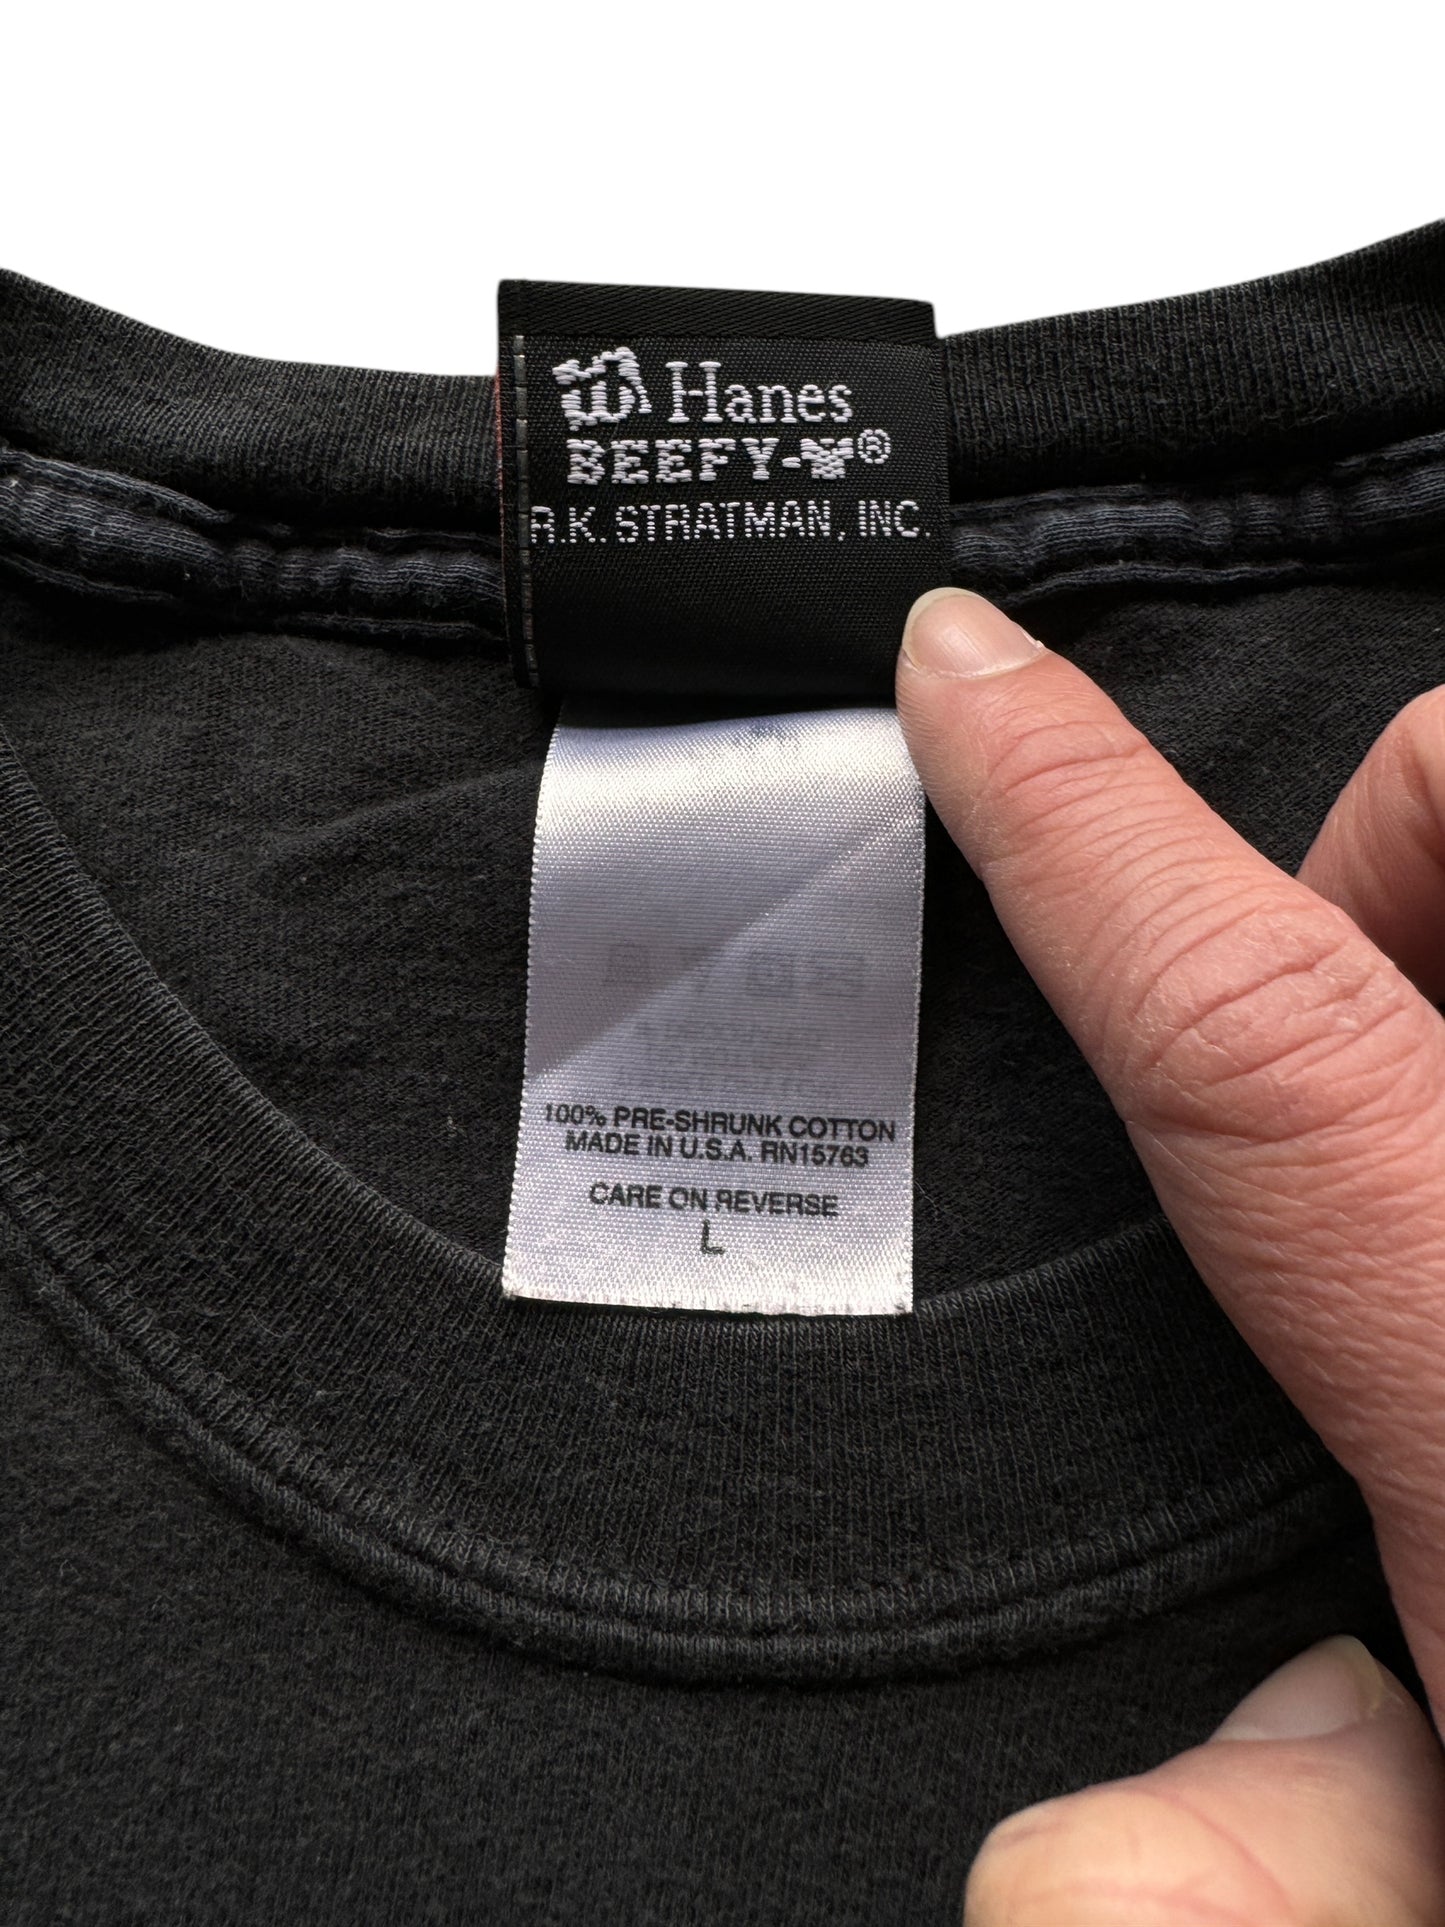 Hanes
BEEFY-T®
R.K. STRATMAN, INC.
100% PRE-SHRUNK COTTON
MADE IN U.S.A. RN15763
CARE ON REVERSE
L